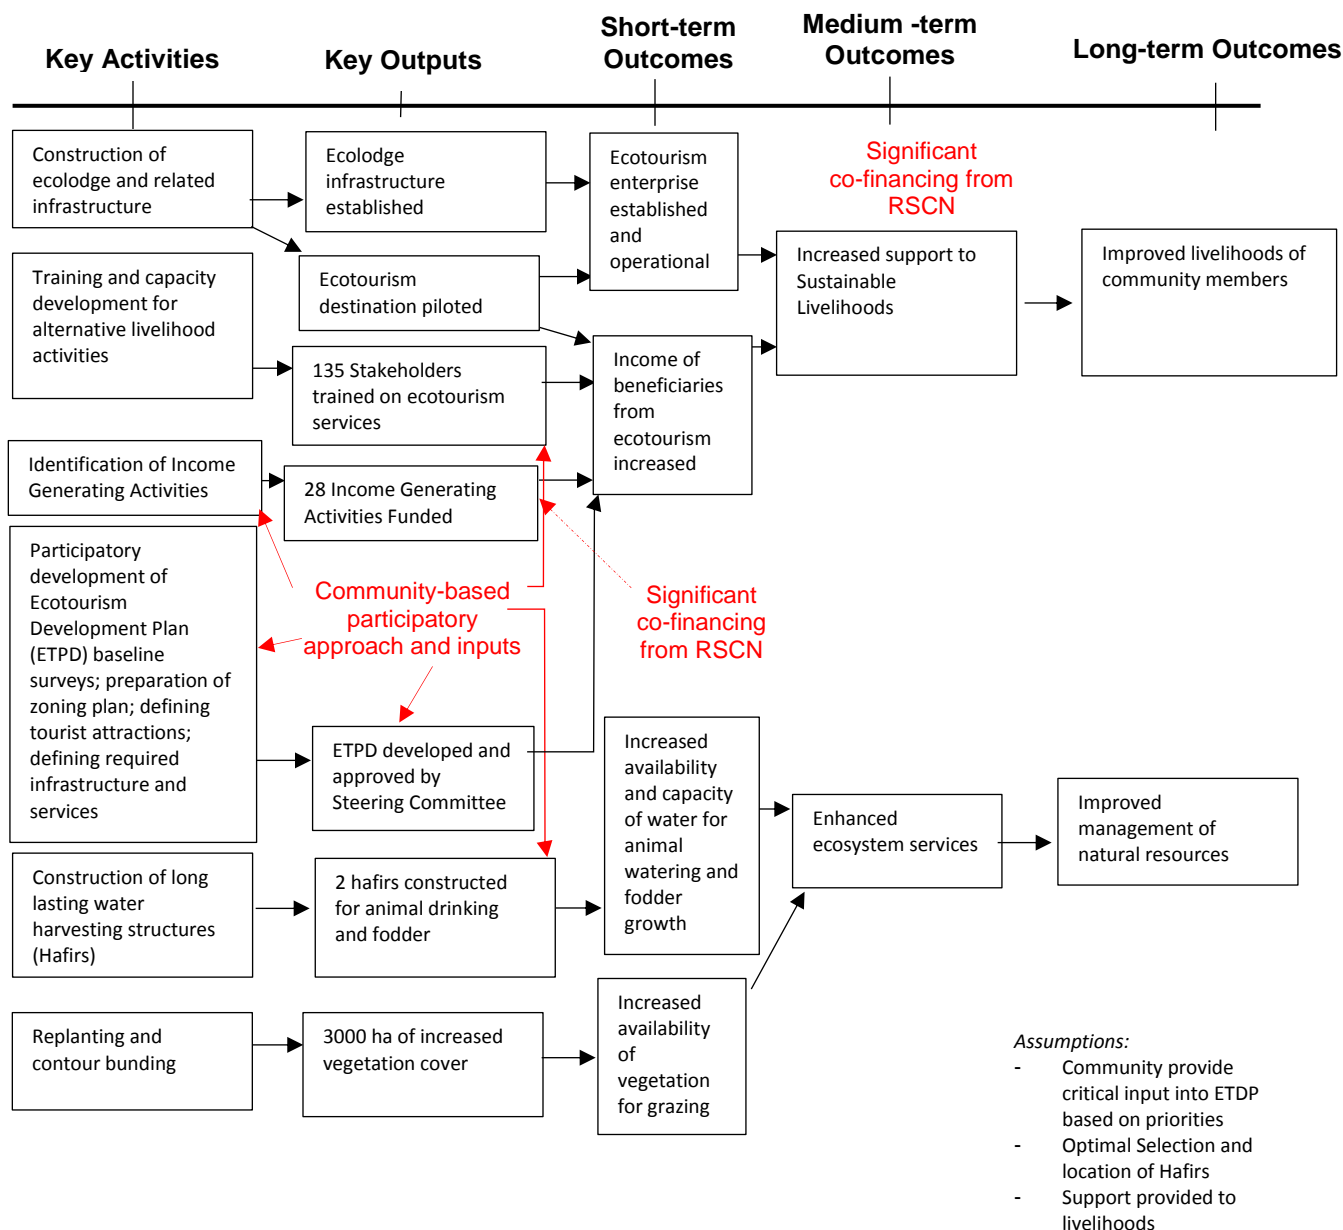 Key Activities
Key Outputs
Short-term
Outcomes
Medium -term
Outcomes
Long-term Outcomes
Construction of
ecolodge and related
infrastructure
Ecolodge
infrastructure
established
Ecotourism
enterprise
established
and
operational
Significant
co-financing from
RSCN
Training and capacity
development for
alternative livelihood
activities
Ecotourism
destination piloted
Increased support to
Sustainable
Livelihoods
Improved livelihoods of
community members
135 Stakeholders
trained on ecotourism
services
Income of
beneficiaries
from
ecotourism
increased
Identification of Income
Generating Activities
28 Income Generating
Activities Funded
Participatory
development of
Ecotourism
Development Plan
(ETPD) baseline
surveys; preparation of
zoning plan; defining
tourist attractions;
defining required
infrastructure and
services
Community-based
participatory
approach and inputs
Significant
co-financing
from RSCN
ETPD developed and
approved by
Steering Committee
Increased
availability
and capacity
of water for
animal
watering and
fodder
growth
Enhanced
ecosystem services
Improved
management of
natural resources
Construction of long
lasting water
harvesting structures
(Hafirs)
2 hafirs constructed
for animal drinking
and fodder
Replanting and
contour bunding
3000 ha of increased
vegetation cover
Increased
availability
of
vegetation
for grazing
Assumptions:
- Community provide
critical input into ETDP
based on priorities
- Optimal Selection and
location of Hafirs
- Support provided to
livelihoods